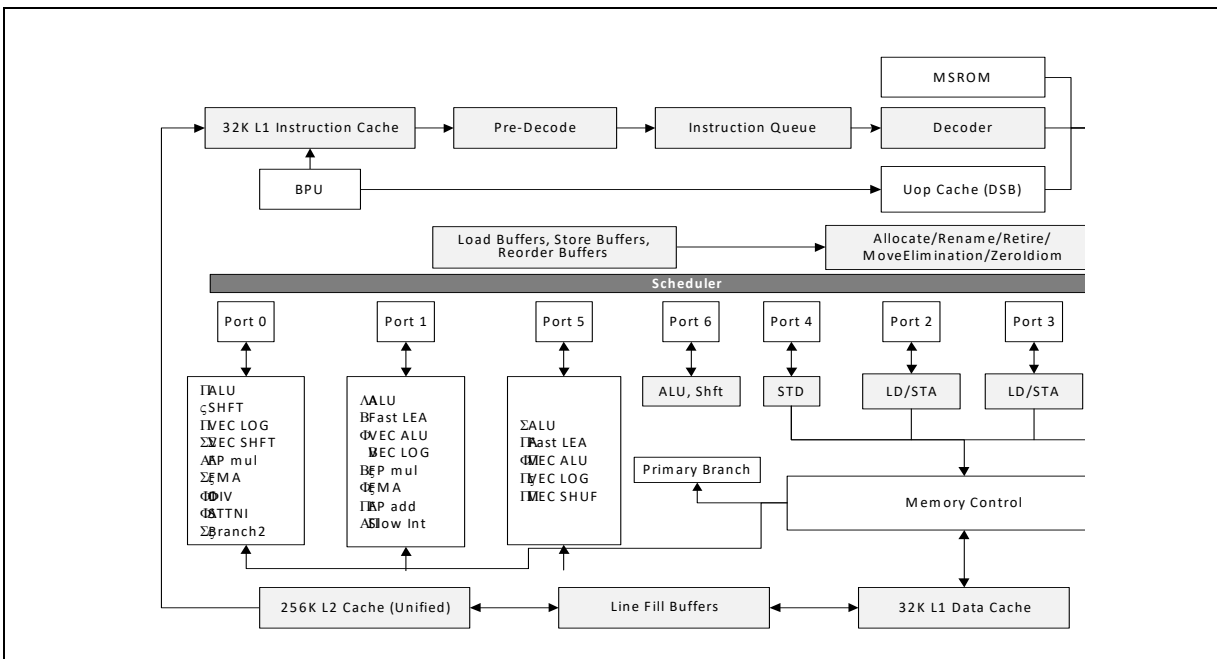 MSROM
32K L1 Instruction Cache
Pre-Decode
Instruction Queue
Decoder
BPU
Uop Cache (DSB)
Load Buffers, Store Buffers,
Reorder Buffers
Allocate/Rename/Retire/
MoveElimination/ZeroIdiom
Scheduler
Port 0
Port 1
Port 5
Port 6
Port 4
Port 2
Port 3
ALU
SHFT
VEC LOG
VEC SHFT
FP mul
FMA
DIV
STTNI
Branch2
ALU
Fast LEA
VEC ALU
VEC LOG
FP mul
FMA
FP add
Slow Int
ALU
Fast LEA
VEC ALU
VEC LOG
VEC SHUF
ALU, Shft
STD
LD/STA
LD/STA
Primary Branch
Memory Control
256K L2 Cache (Unified)
Line Fill Buffers
32K L1 Data Cache